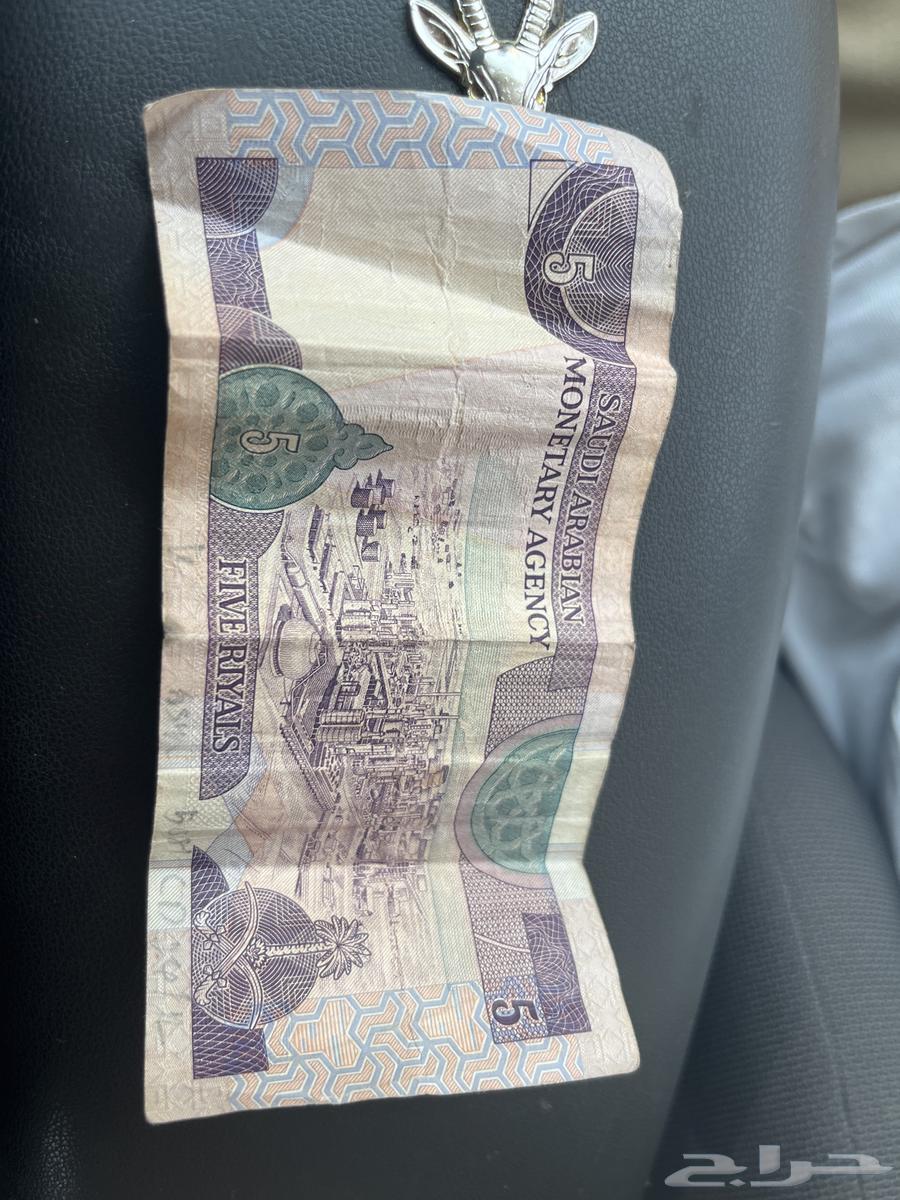 5
SAUDI ARABIAN
MONETARY AGENCY
5
5
FIVE RIYALS
حراج